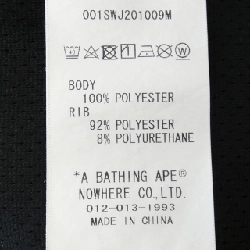 001SWJ201009M
BODY
100% POLYESTER
RIB
92% POLYESTER
8% POLYURETHANE
*A BATHING APE®
NOWHERE CO.,LTD.
012-013-1993
MADE IN CHINA